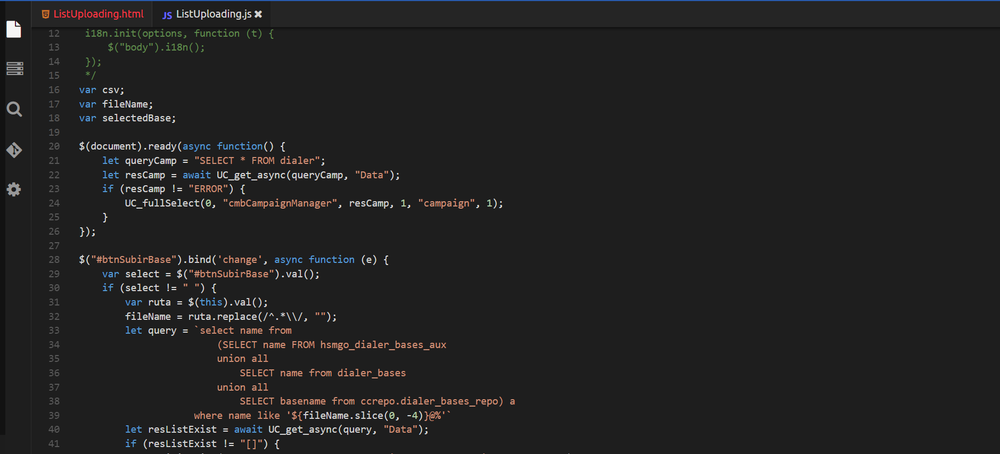 ListUploading.html
JS ListUploading.js
12 i18n.init(options, function (t) {
13 $("body").i18n();
14 });
15 */
16 var csv;
17 var fileName;
18 var selectedBase;
19
20 $(document).ready(async function() {
21 let queryCamp = "SELECT * FROM dialer";
22 let resCamp = await UC_get_async(queryCamp, "Data");
23 if (resCamp != "ERROR") {
24 UC_fullSelect(0, "cmbCampaignManager", resCamp, 1, "campaign", 1);
25 }
26 });
27
28 $("#btnSubirBase").bind('change', async function (e) {
29 var select = $("#btnSubirBase").val();
30 if (select != " ") {
31 var ruta = $(this).val();
32 fileName = ruta.replace(/^.*\\/, "");
33 let query = `select name from
34 (SELECT name FROM hsmgo_dialer_bases_aux
35 union all
36 SELECT name from dialer_bases
37 union all
38 SELECT basename from ccrepo.dialer_bases_repo) a
39 where name like '${fileName.slice(0, -4)}@%'`
40 let resListExist = await UC_get_async(query, "Data");
41 if (resListExist != "[]") {